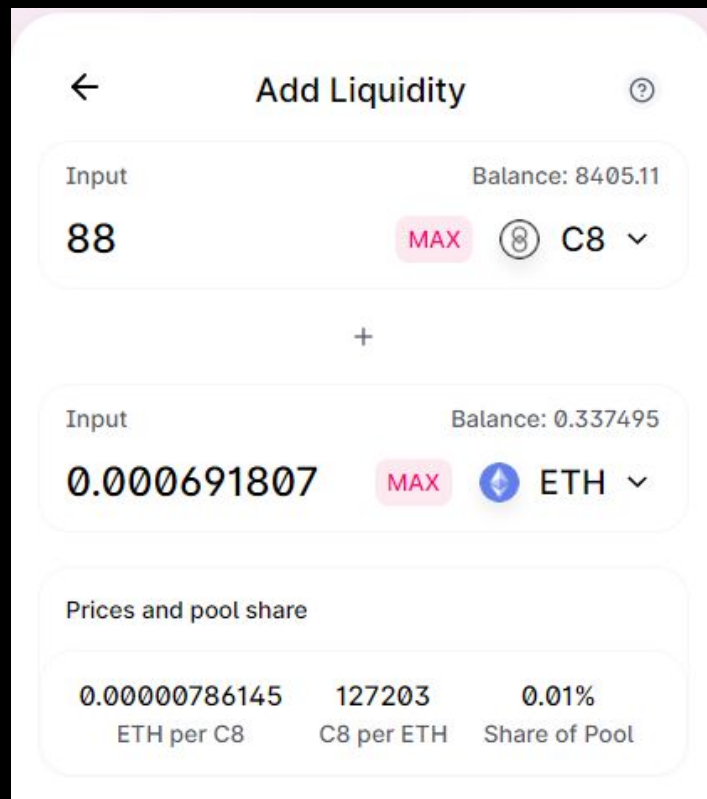 Add Liquidity
Input
Balance: 8405.11
88
MAX
C8
+
Input
Balance: 0.337495
0.000691807
MAX
ETH
Prices and pool share
0.00000786145 127203 0.01%
ETH per C8 C8 per ETH Share of Pool